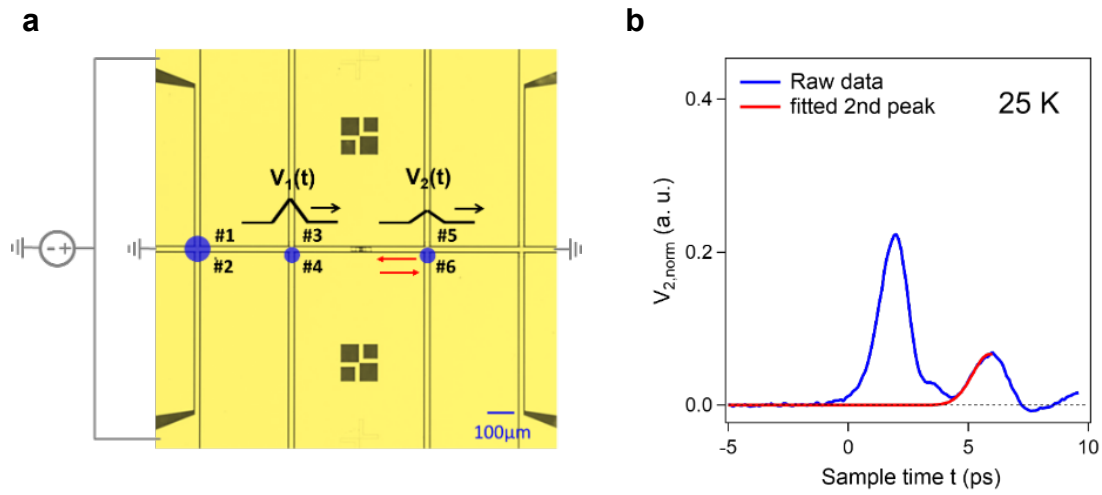 a
V₁(t)
V₂(t)
#1
#3
#5
#2
#4
#6
- +
100μm
b
Raw data
fitted 2nd peak
25 K
0.4
0.2
0.0
V₂,norm (a. u.)
-5
0
5
10
Sample time t (ps)